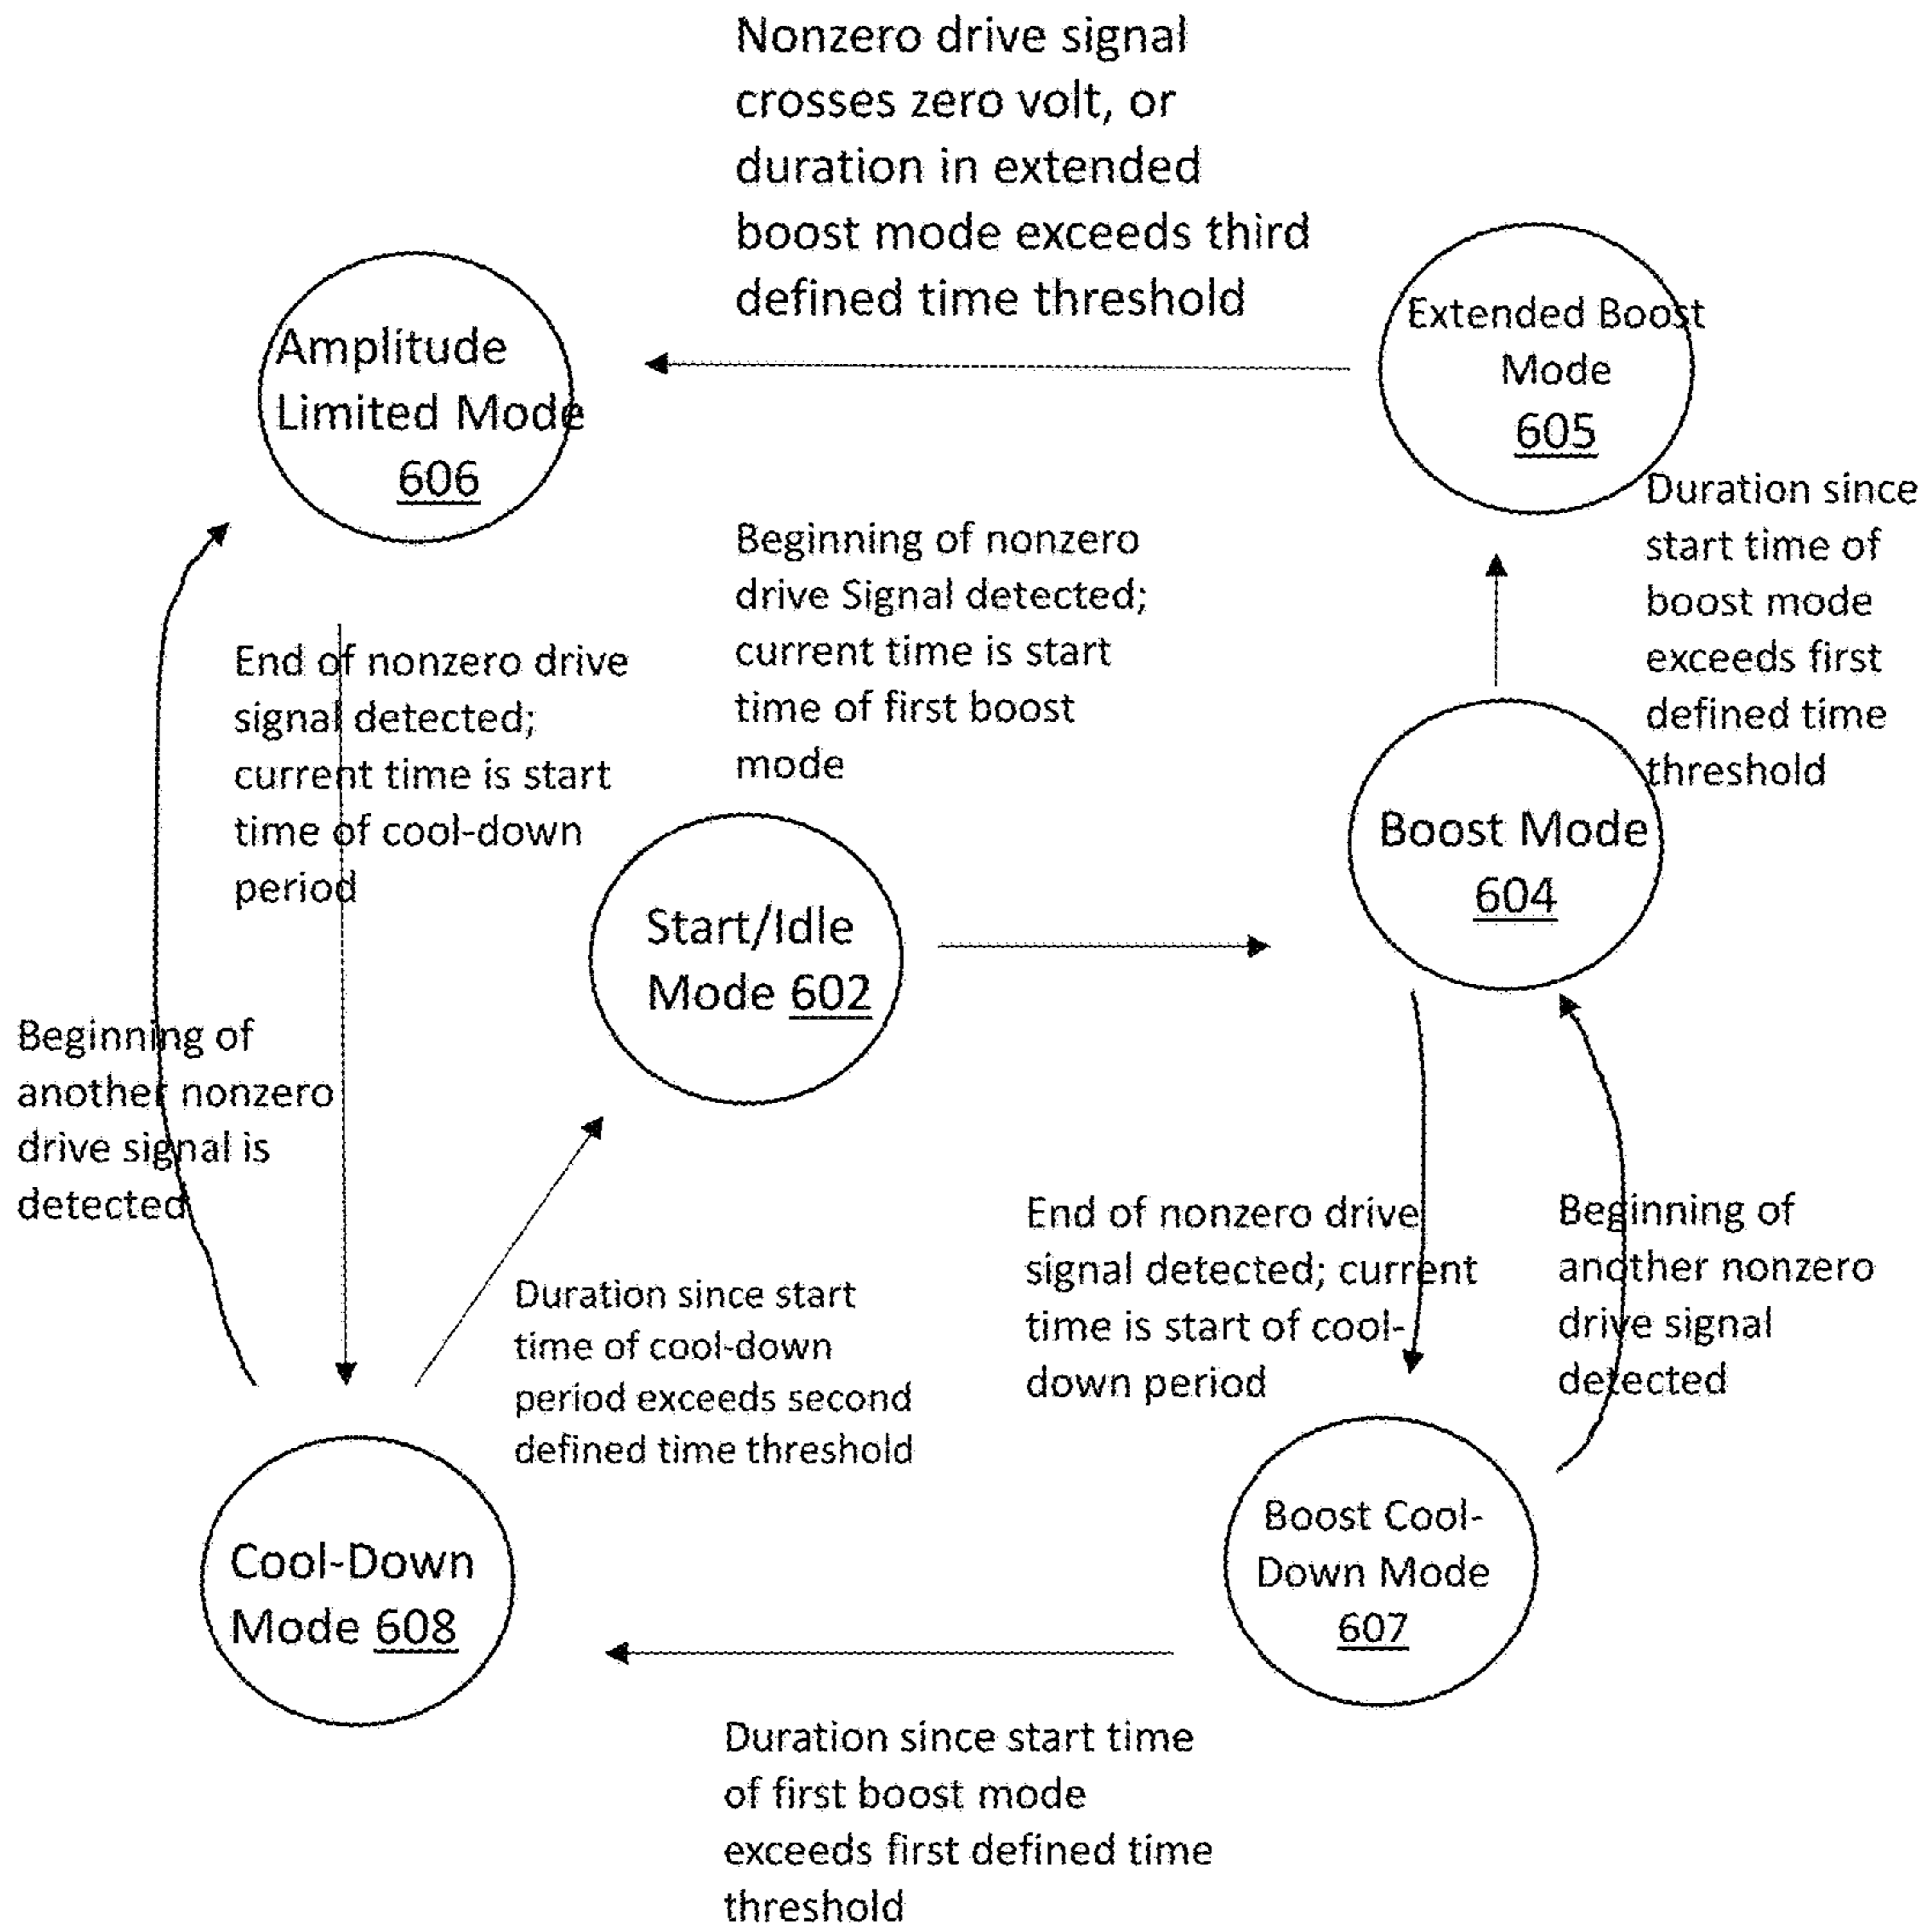 Nonzero drive signal
crosses zero volt, or
duration in extended
boost mode exceeds third
defined time threshold
Amplitude
Limited Mode
606
Extended Boost
Mode
605
Duration since
start time of
boost mode
exceeds first
defined time
threshold
Beginning of nonzero
drive Signal detected;
current time is start
time of first boost
mode
End of nonzero drive
signal detected;
current time is start
time of cool-down
period
Boost Mode
604
Start/Idle
Mode 602
Beginning of
another nonzero
drive signal is
detected
End of nonzero drive
signal detected; current
time is start of cool-
down period
Beginning of
another nonzero
drive signal
detected
Duration since start
time of cool-down
period exceeds second
defined time threshold
Cool-Down
Mode 608
Boost Cool-
Down Mode
607
Duration since start time
of first boost mode
exceeds first defined time
threshold